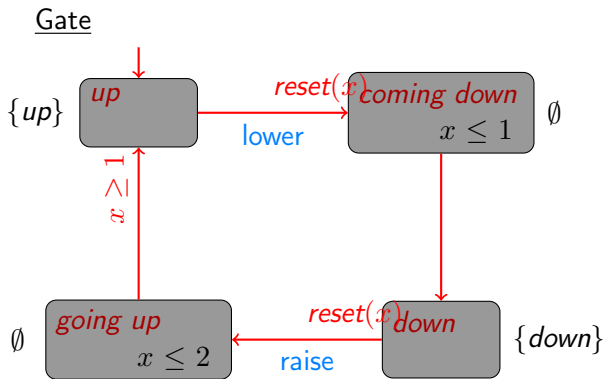 Gate
up
{up}
reset(x)
lower
coming down
x ≤ 1
∅
x ≥ 1
going up
x ≤ 2
∅
reset(x)
raise
down
{down}